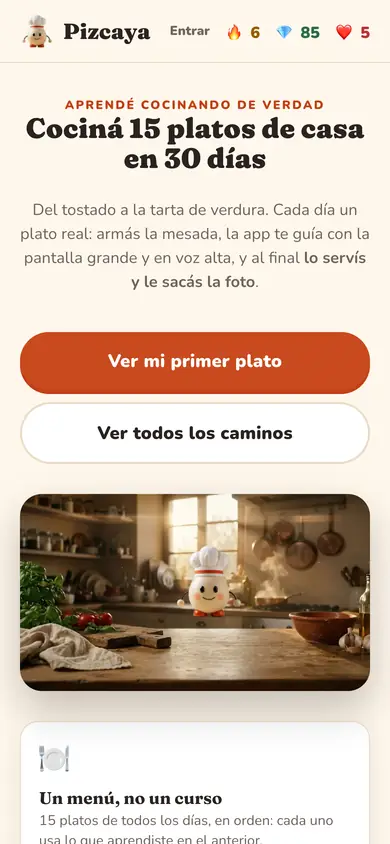 Pizcaya Entrar 🔥 6 💎 85 ❤️ 5
APRENDÉ COCINANDO DE VERDAD
Cociná 15 platos de casa
en 30 días
Del tostado a la tarta de verdura. Cada día un
plato real: armás la mesada, la app te guía con la
pantalla grande y en voz alta, y al final lo servís
y le sacás la foto.
Ver mi primer plato
Ver todos los caminos
Un menú, no un curso
15 platos de todos los días, en orden: cada uno
usa lo que aprendiste en el anterior.